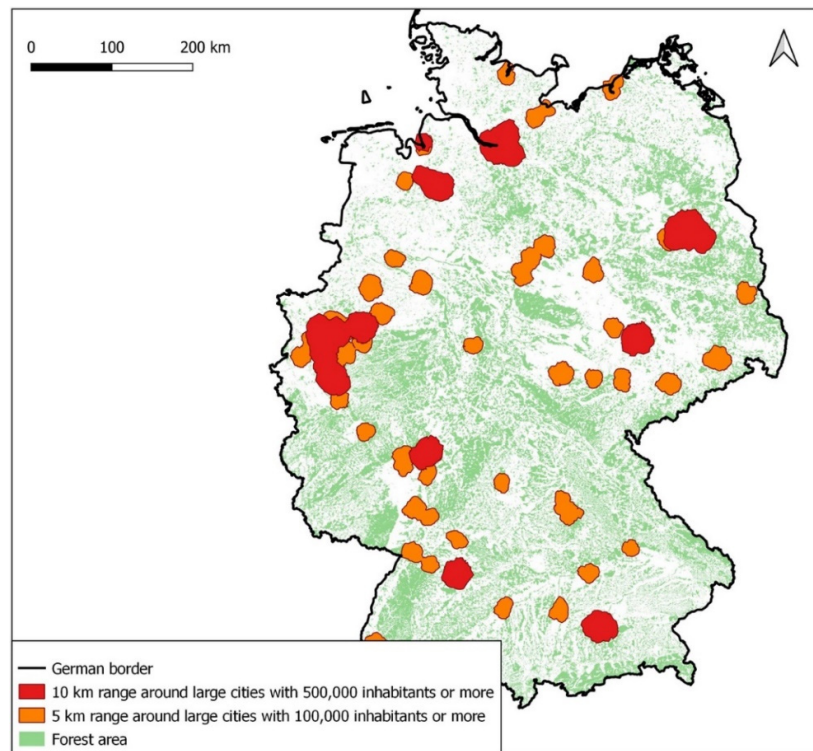 0 100 200 km
German border
10 km range around large cities with 500,000 inhabitants or more
5 km range around large cities with 100,000 inhabitants or more
Forest area